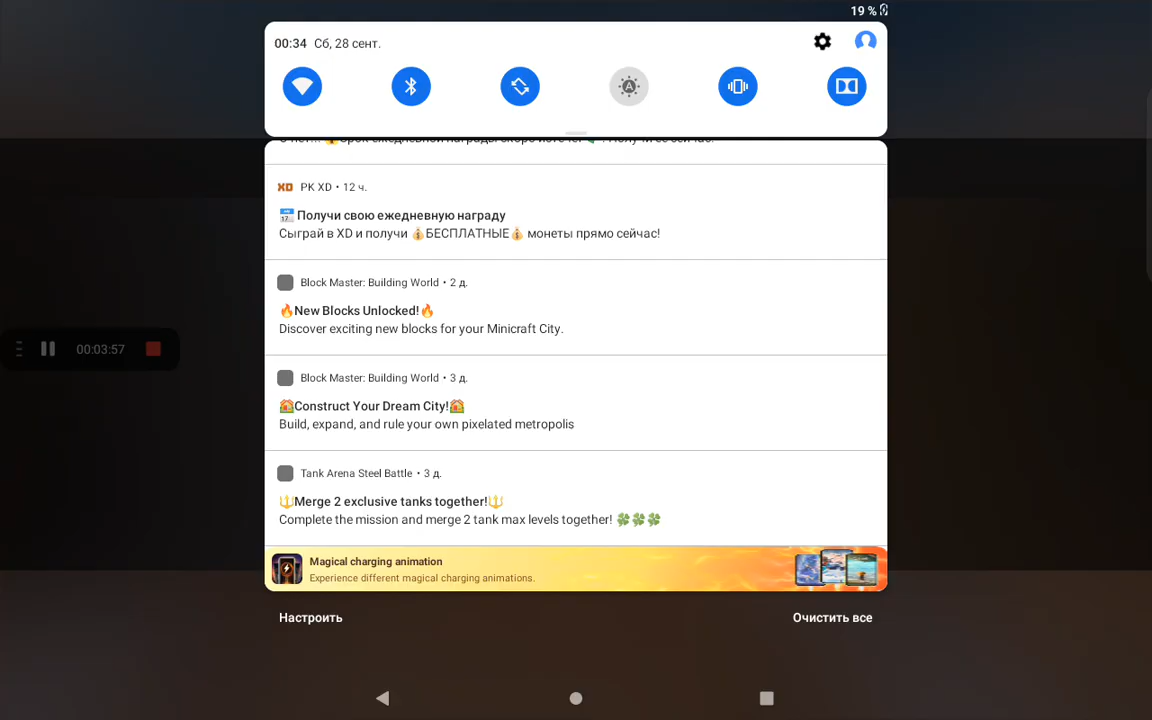 19 %
00:34 Сб, 28 сент.
PK XD • 12 ч.
Получи свою ежедневную награду
Сыграй в XD и получи 💰БЕСПЛАТНЫЕ💰 монеты прямо сейчас!
Block Master: Building World • 2 д.
🔥New Blocks Unlocked!🔥
Discover exciting new blocks for your Minicraft City.
00:03:57
Block Master: Building World • 3 д.
🏠Construct Your Dream City!🏠
Build, expand, and rule your own pixelated metropolis
Tank Arena Steel Battle • 3 д.
🔱Merge 2 exclusive tanks together!🔱
Complete the mission and merge 2 tank max levels together! 🍀🍀🍀
Magical charging animation
Experience different magical charging animations.
Настроить
Очистить все